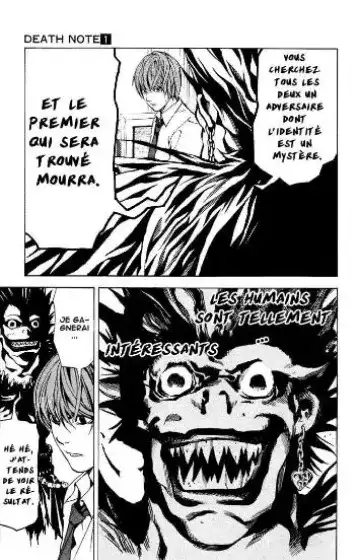 DEATH NOTE 1
VOUS
CHERCHEZ
TOUS
LES
DEUX UN
ADVERSAIRE
DONT
L'IDENTITÉ
EST UN
MYSTÈRE.
ET LE
PREMIER
QUI SERA
TROUVÉ
MOURRA.
LES HUMAINS
SONT TELLEMENT
INTÉRESSANTS
...
JE GA-
GNERAI
...
HÉ HÉ,
J'AT-
TENDS
DE VOIR
LE RÉ-
SULTAT.